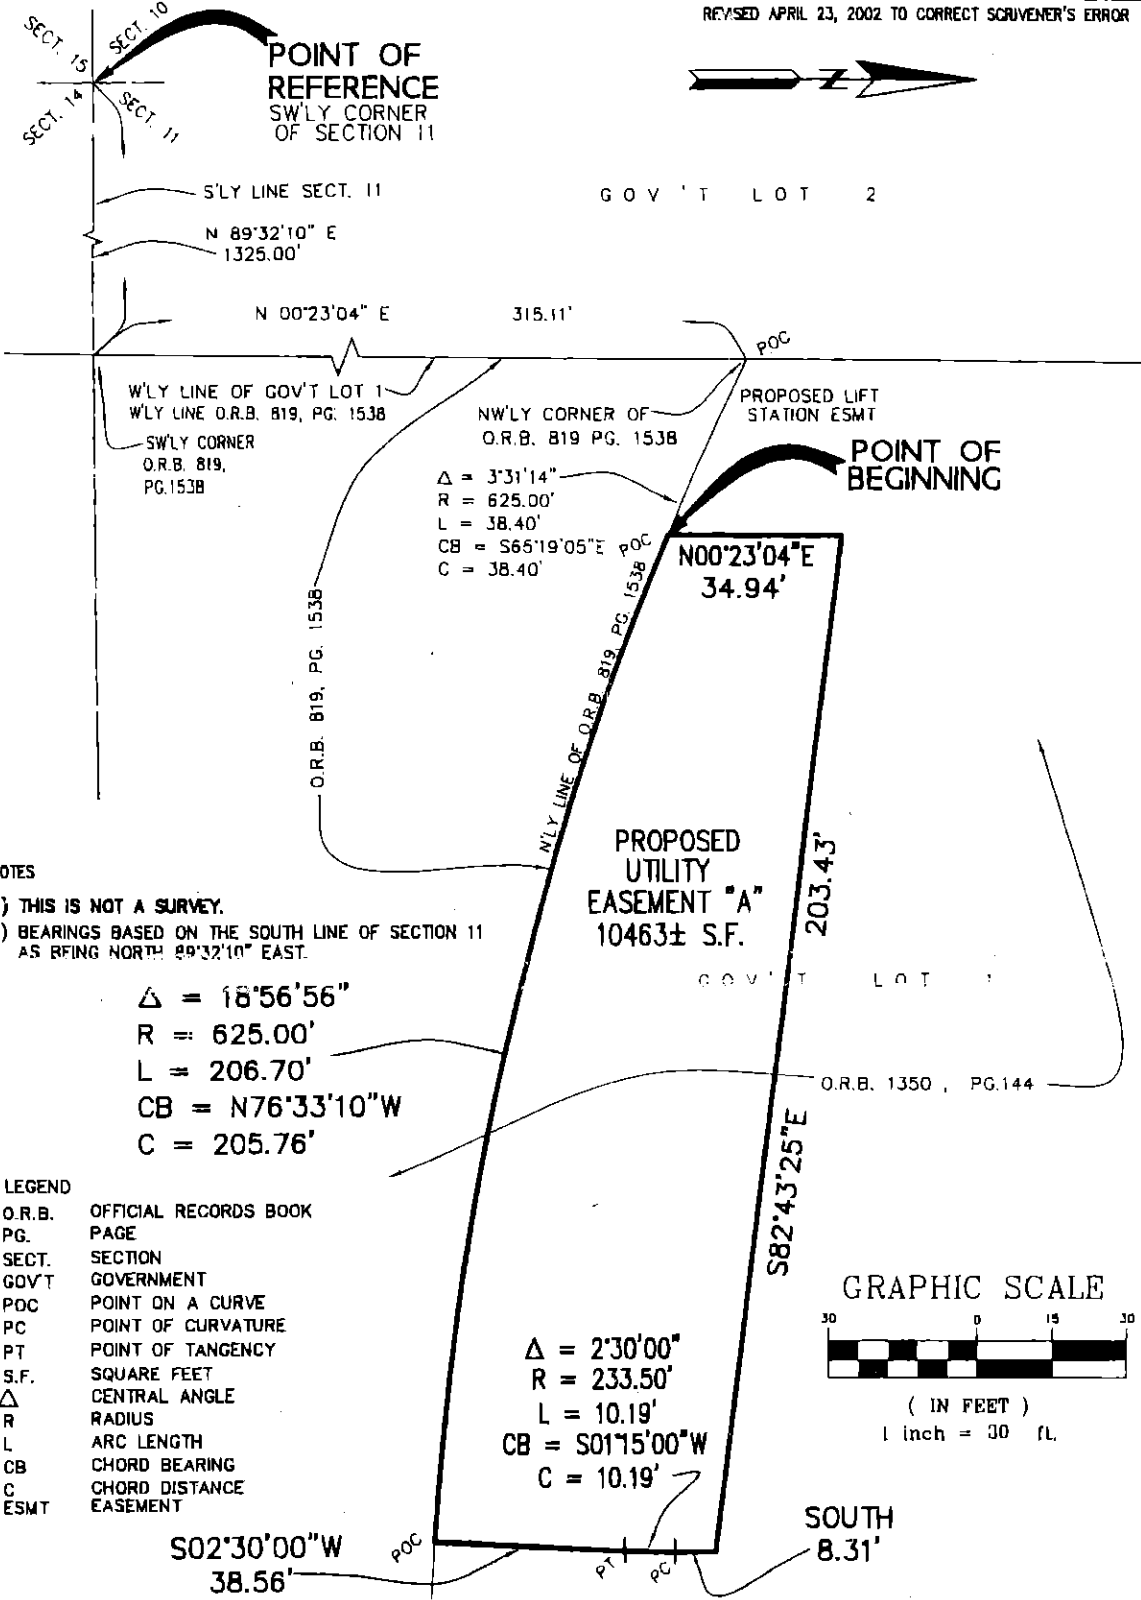 REVISED APRIL 23, 2002 TO CORRECT SCRIVENER'S ERROR
SECT. 15
SECT. 10
SECT. 14
SECT. 11
POINT OF
REFERENCE
SW'LY CORNER
OF SECTION 11
Z
S'LY LINE SECT. 11
GOV'T LOT 2
N 89°32'10" E
1325.00'
N 00°23'04" E 315.11'
POC
W'LY LINE OF GOV'T LOT 1
W'LY LINE O.R.B. 819, PG. 1538
SW'LY CORNER
O.R.B. 819,
PG.1538
NW'LY CORNER OF
O.R.B. 819 PG. 1538
PROPOSED LIFT
STATION ESMT
POINT OF
BEGINNING
Δ = 3°31'14"
R = 625.00'
L = 38.40'
CB = S65°19'05"E
C = 38.40'
POC
N00°23'04"E
34.94'
O.R.B. 819, PG. 1538
N'LY LINE OF O.R.B. 819, PG. 1538
PROPOSED
UTILITY
EASEMENT "A"
10463± S.F.
203.43'
S82°43'25"E
GOV'T LOT 1
O.R.B. 1350 , PG.144
OTES
) THIS IS NOT A SURVEY.
) BEARINGS BASED ON THE SOUTH LINE OF SECTION 11
AS BEING NORTH 89°32'10" EAST.
Δ = 18°56'56"
R = 625.00'
L = 206.70'
CB = N76°33'10"W
C = 205.76'
LEGEND
O.R.B. OFFICIAL RECORDS BOOK
PG. PAGE
SECT. SECTION
GOV'T GOVERNMENT
POC POINT ON A CURVE
PC POINT OF CURVATURE
PT POINT OF TANGENCY
S.F. SQUARE FEET
Δ CENTRAL ANGLE
R RADIUS
L ARC LENGTH
CB CHORD BEARING
C CHORD DISTANCE
ESMT EASEMENT
Δ = 2°30'00"
R = 233.50'
L = 10.19'
CB = S01°15'00"W
C = 10.19'
GRAPHIC SCALE
30 0 15 30
( IN FEET )
1 inch = 30 ft.
S02°30'00"W
38.56'
POC
PT
PC
SOUTH
8.31'